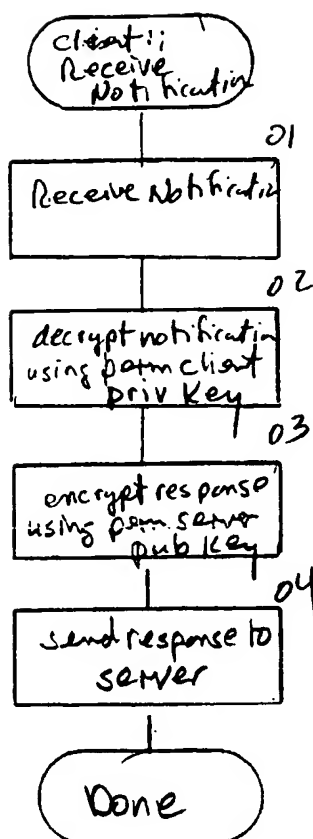 client::
Receive
Notification
01
Receive Notification
02
decrypt notification
using perm client
priv Key
03
encrypt response
using perm server
pub Key
04
send response to
server
Done